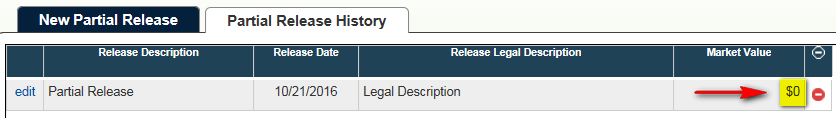 New Partial Release Partial Release History
Release Description Release Date Release Legal Description Market Value
edit Partial Release 10/21/2016 Legal Description $0